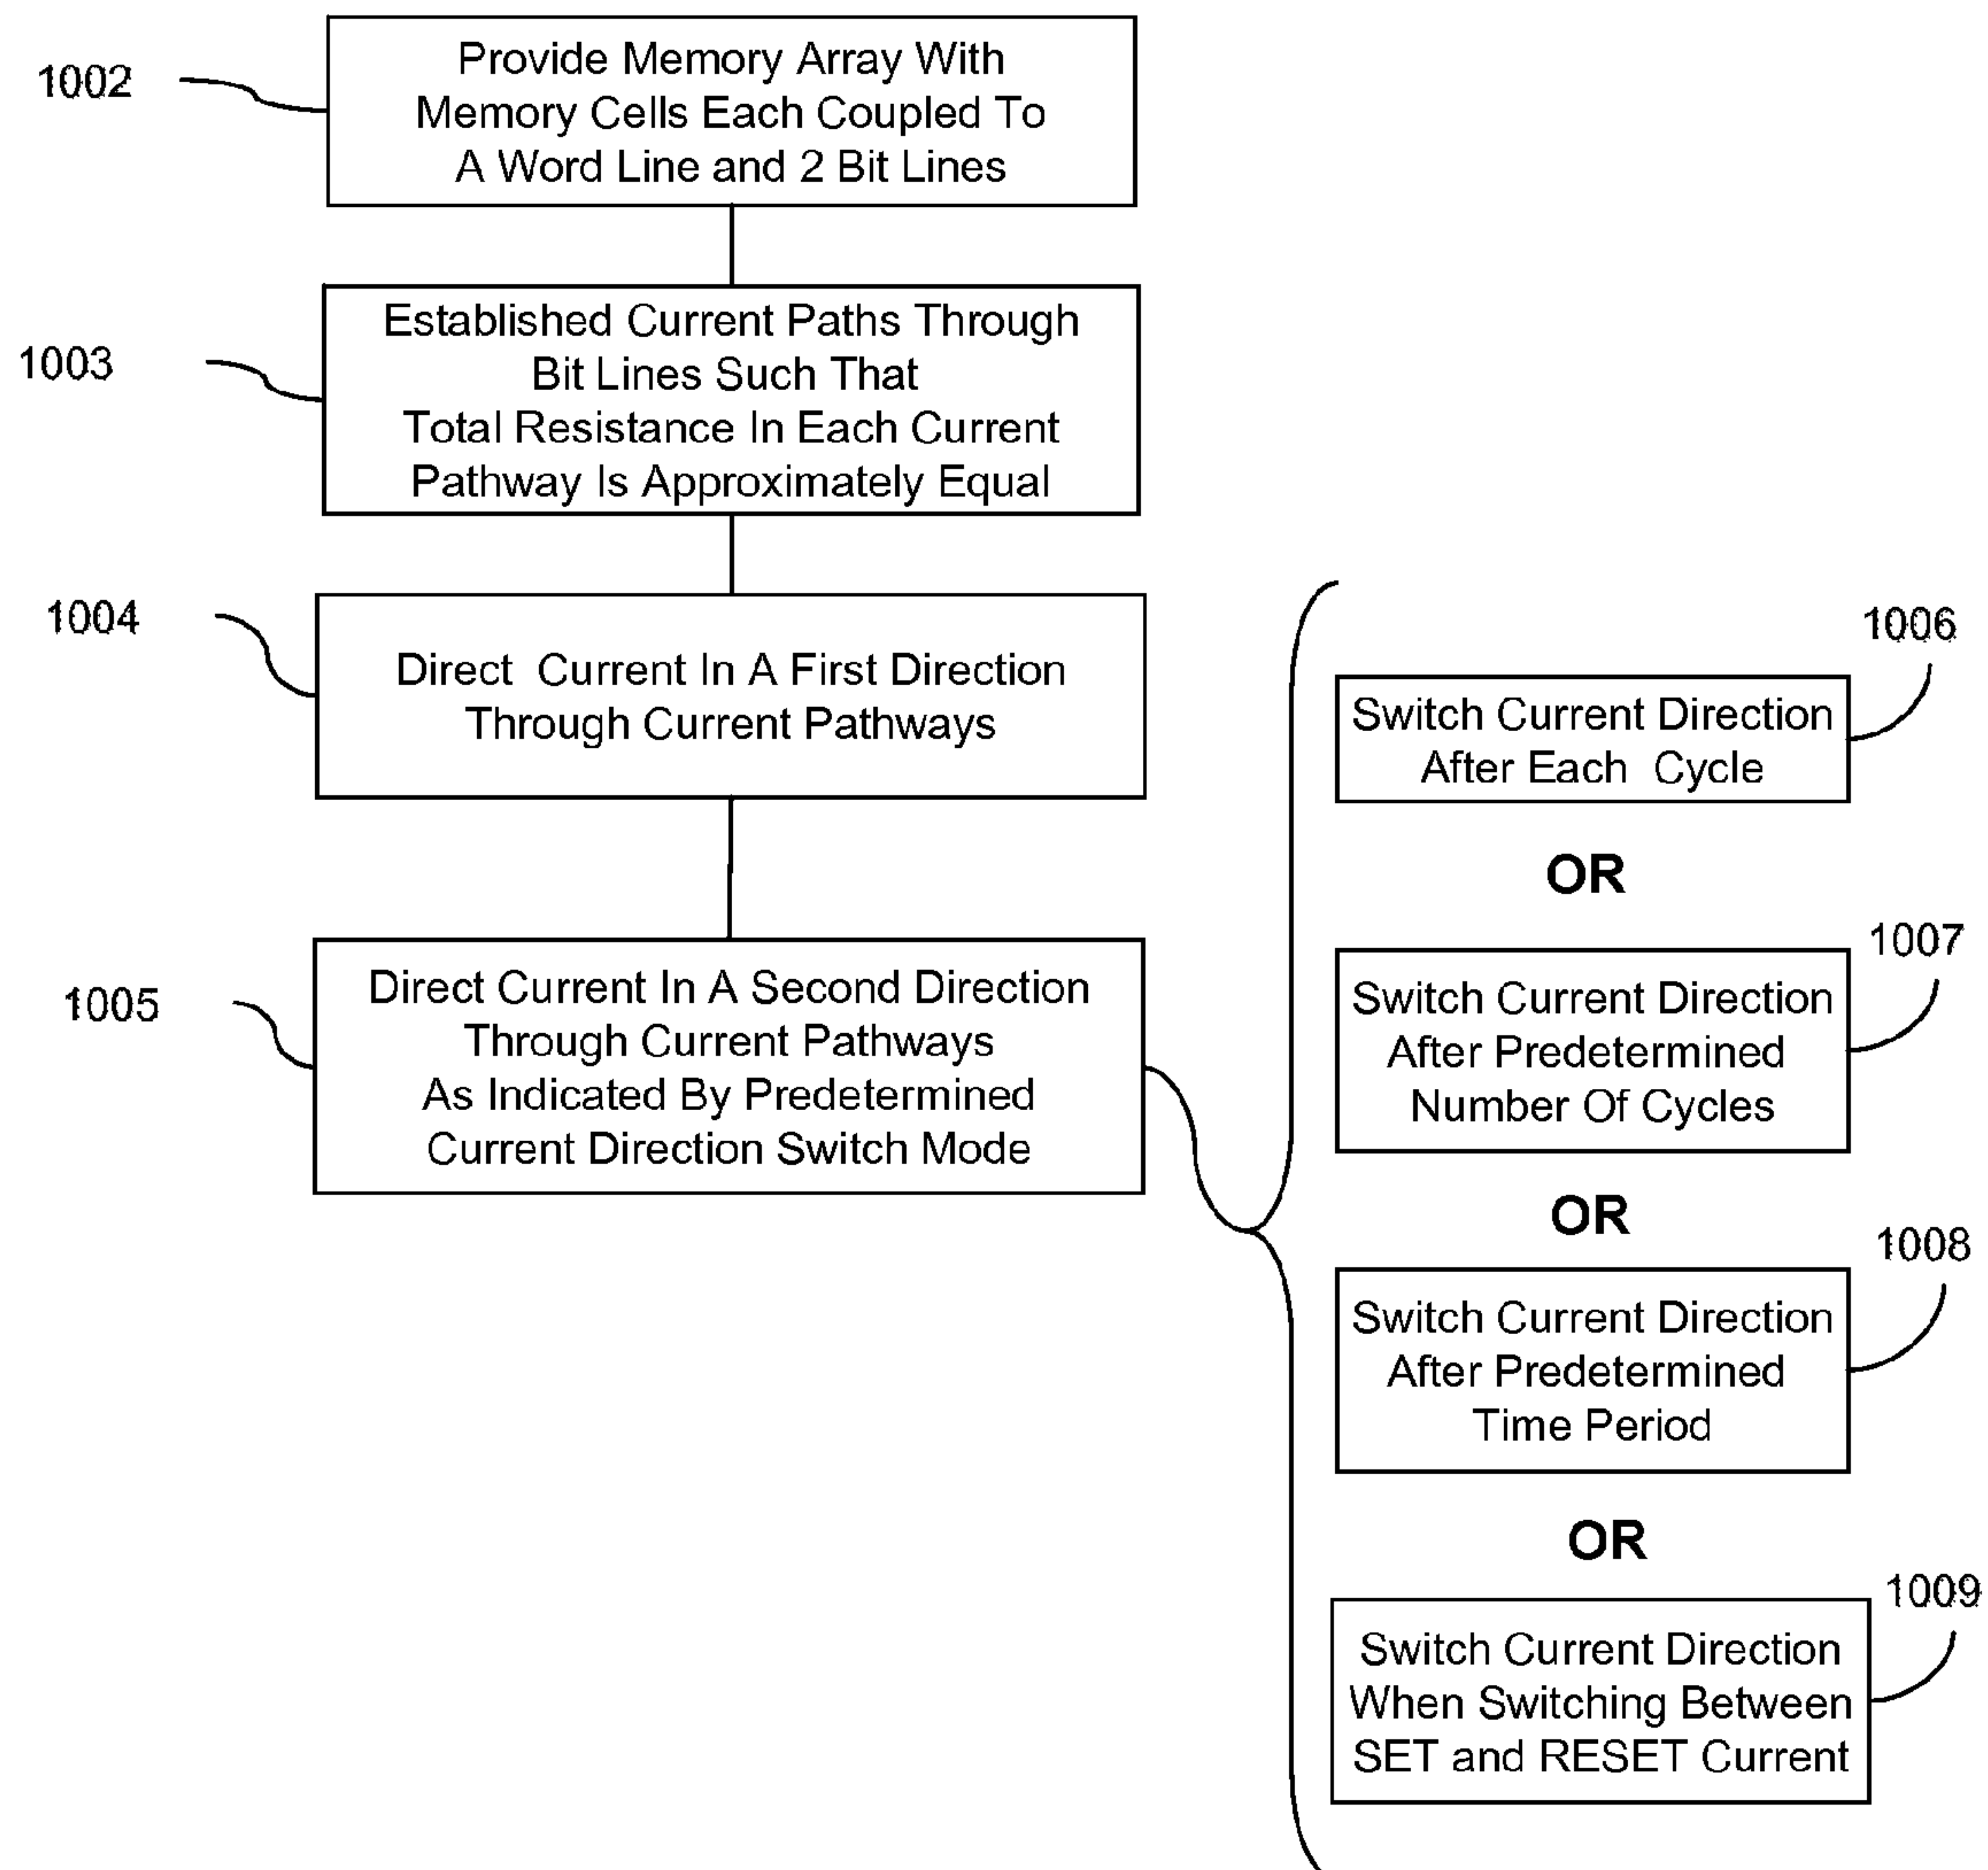 1002
Provide Memory Array With
Memory Cells Each Coupled To
A Word Line and 2 Bit Lines
1003
Established Current Paths Through
Bit Lines Such That
Total Resistance In Each Current
Pathway Is Approximately Equal
1004
Direct Current In A First Direction
Through Current Pathways
1005
Direct Current In A Second Direction
Through Current Pathways
As Indicated By Predetermined
Current Direction Switch Mode
1006
Switch Current Direction
After Each Cycle
OR
1007
Switch Current Direction
After Predetermined
Number Of Cycles
OR
1008
Switch Current Direction
After Predetermined
Time Period
OR
1009
Switch Current Direction
When Switching Between
SET and RESET Current